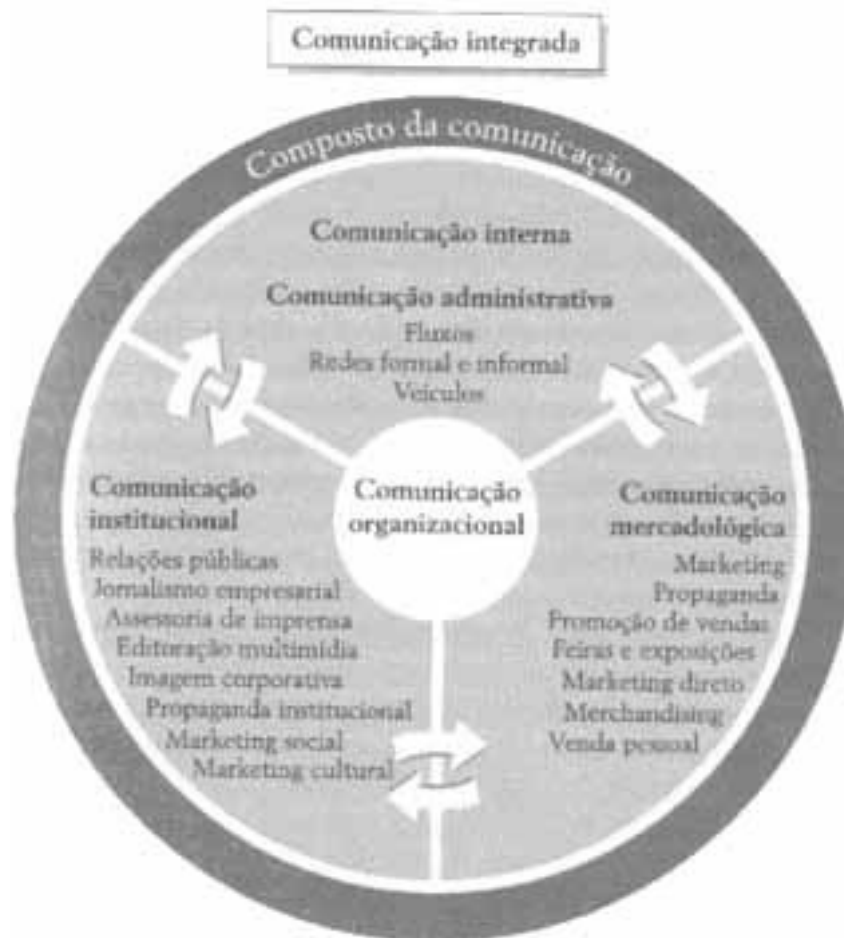 Comunicação integrada
Composto da comunicação
Comunicação interna
Comunicação administrativa
Fluxos
Redes formal e informal
Veículos
Comunicação
organizacional
Comunicação
institucional
Relações públicas
Jornalismo empresarial
Assessoria de imprensa
Editoração multimídia
Imagem corporativa
Propaganda institucional
Marketing social
Marketing cultural
Comunicação
mercadológica
Marketing
Propaganda
Promoção de vendas
Feiras e exposições
Marketing direto
Merchandising
Venda pessoal